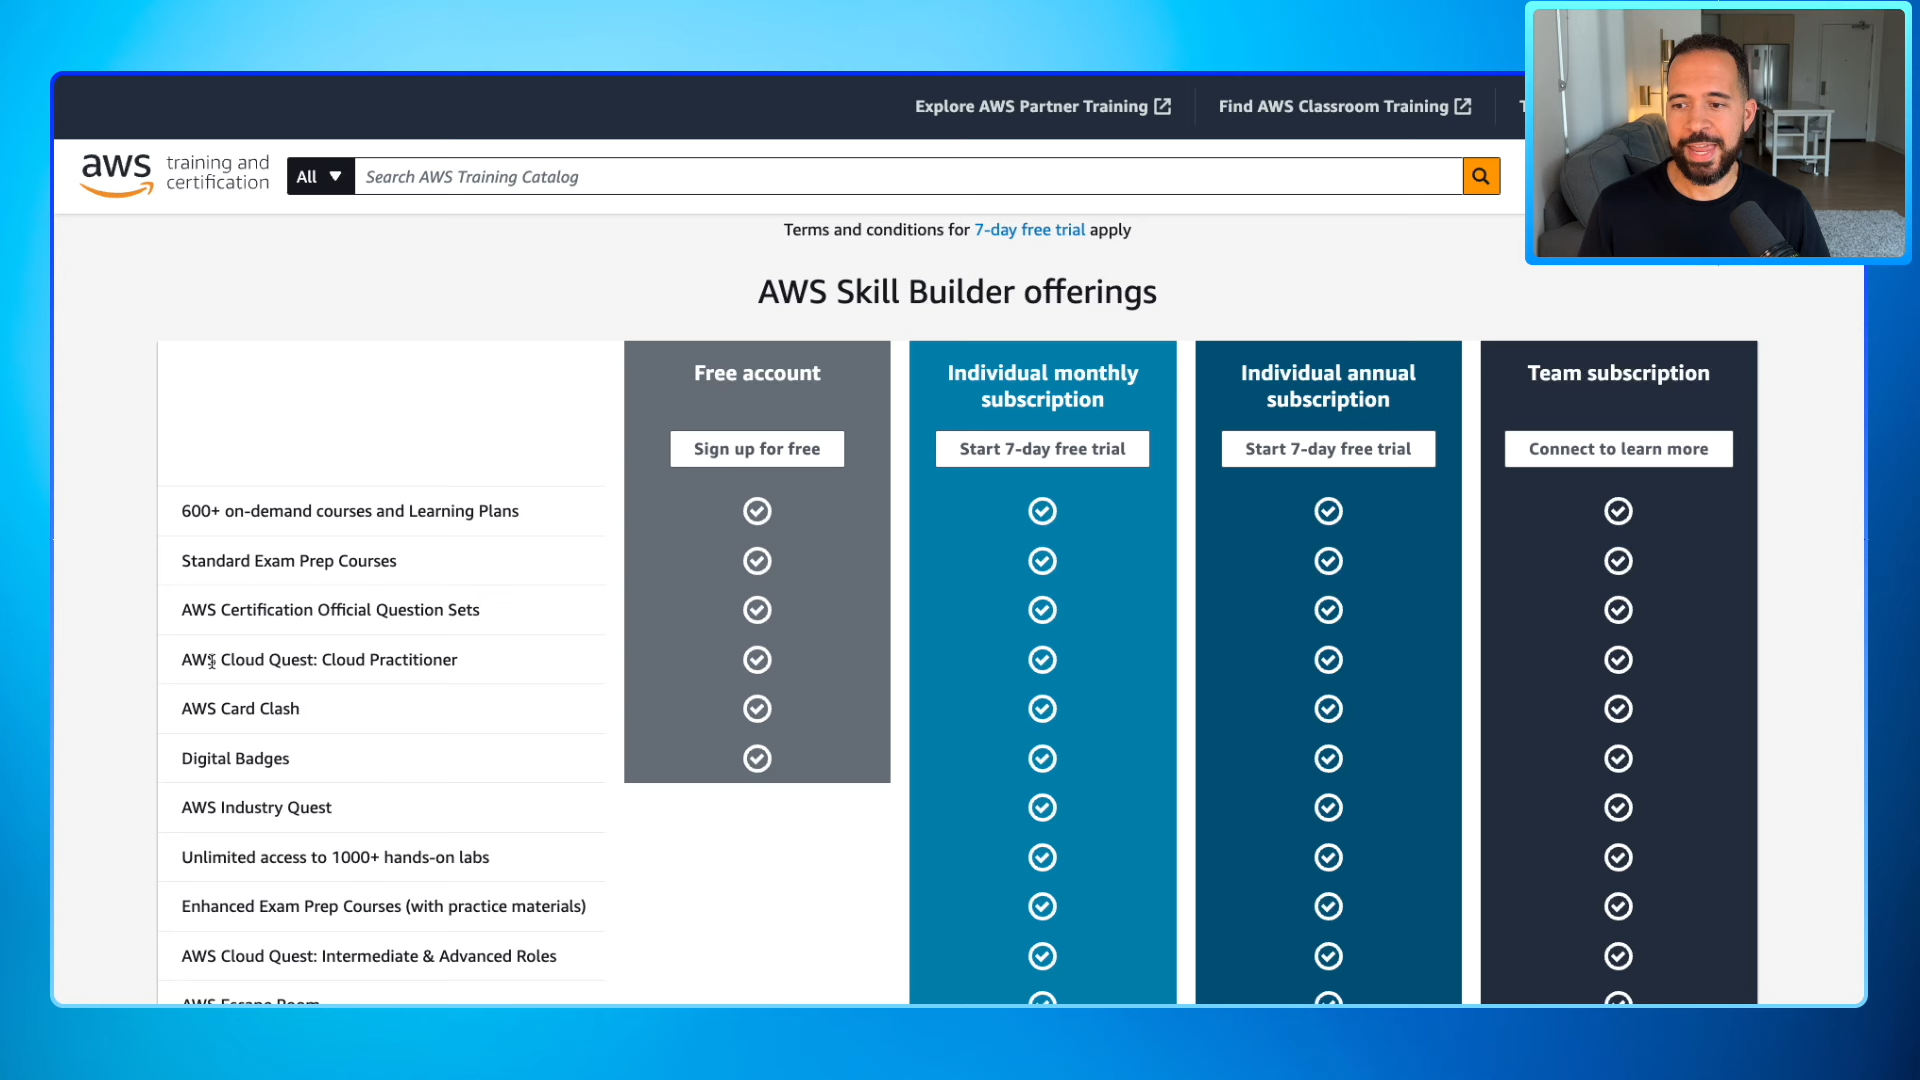 Explore AWS Partner Training
Find AWS Classroom Training
aws training and certification
All
Search AWS Training Catalog
Terms and conditions for 7-day free trial apply
AWS Skill Builder offerings
Free account
Individual monthly subscription
Individual annual subscription
Team subscription
Sign up for free
Start 7-day free trial
Start 7-day free trial
Connect to learn more
600+ on-demand courses and Learning Plans
Standard Exam Prep Courses
AWS Certification Official Question Sets
AWS Cloud Quest: Cloud Practitioner
AWS Card Clash
Digital Badges
AWS Industry Quest
Unlimited access to 1000+ hands-on labs
Enhanced Exam Prep Courses (with practice materials)
AWS Cloud Quest: Intermediate & Advanced Roles
AWS Escape Room